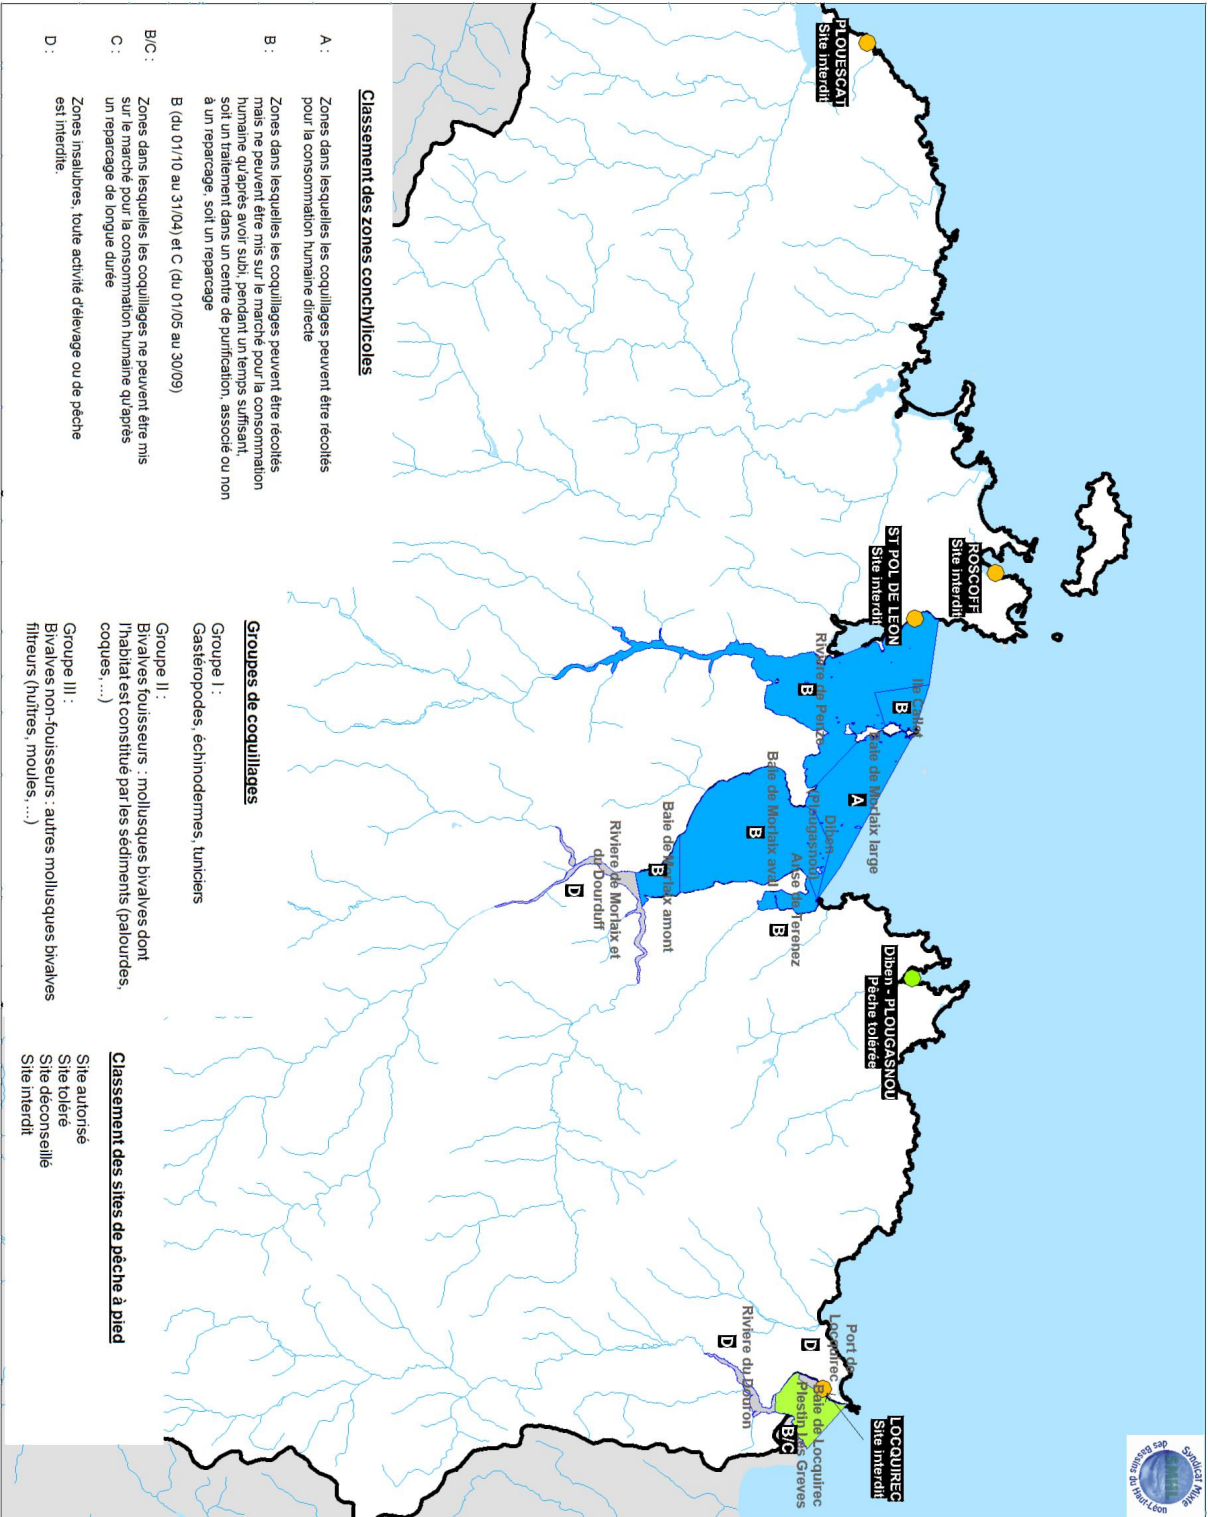 PLOUESCAT
Site interdit
ROSCOFF
Site interdit
ST POL DE LEON
Site interdit
Ile Callot
B
Riviere de Penze
B
Baie de Morlaix large
A
Diben
(Plougasnou)
Baie de Morlaix aval
B
Anse de Terenez
B
Baie de Morlaix amont
B
Riviere de Morlaix et
du Dourduff
D
Diben - PLOUGASNOU
Pêche tolérée
Port de
Locquirec
D
LOCQUIREC
Site interdit
Baie de Locquirec
Plestin Les Greves
B/C
Riviere du Douron
D
Syndicat Mixte
des Bassins du Haut-Léon
Classement des zones conchylicoles
A : Zones dans lesquelles les coquillages peuvent être récoltés
pour la consommation humaine directe
B : Zones dans lesquelles les coquillages peuvent être récoltés
mais ne peuvent être mis sur le marché pour la consommation
humaine qu'après avoir subi, pendant un temps suffisant,
soit un traitement dans un centre de purification, associé ou non
à un reparcage, soit un reparcage
B/C : B (du 01/10 au 31/04) et C (du 01/05 au 30/09)
C : Zones dans lesquelles les coquillages ne peuvent être mis
sur le marché pour la consommation humaine qu'après
un reparcage de longue durée
D : Zones insalubres, toute activité d'élevage ou de pêche
est interdite.
Groupes de coquillages
Groupe I :
Gastéropodes, échinodermes, tuniciers
Groupe II :
Bivalves fouisseurs : mollusques bivalves dont
l'habitat est constitué par les sédiments (palourdes,
coques, ...)
Groupe III :
Bivalves non-fouisseurs : autres mollusques bivalves
filtreurs (huîtres, moules, ...)
Classement des sites de pêche à pied
Site autorisé
Site toléré
Site déconseillé
Site interdit